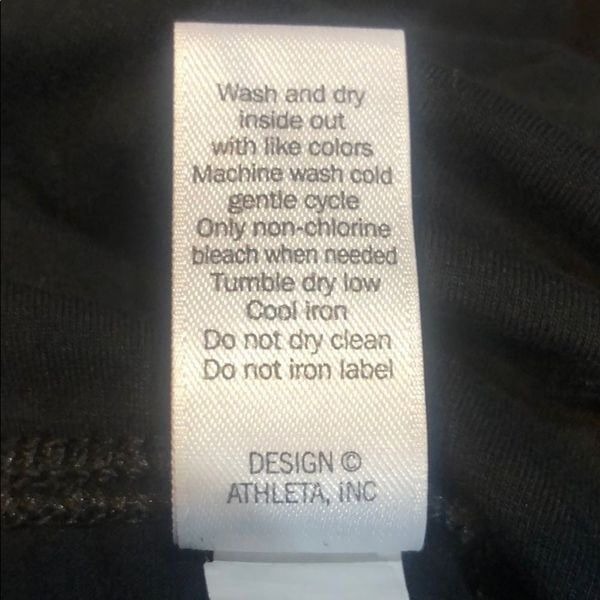 Wash and dry
inside out
with like colors
Machine wash cold
gentle cycle
Only non-chlorine
bleach when needed
Tumble dry low
Cool iron
Do not dry clean
Do not iron label
DESIGN ©
ATHLETA, INC